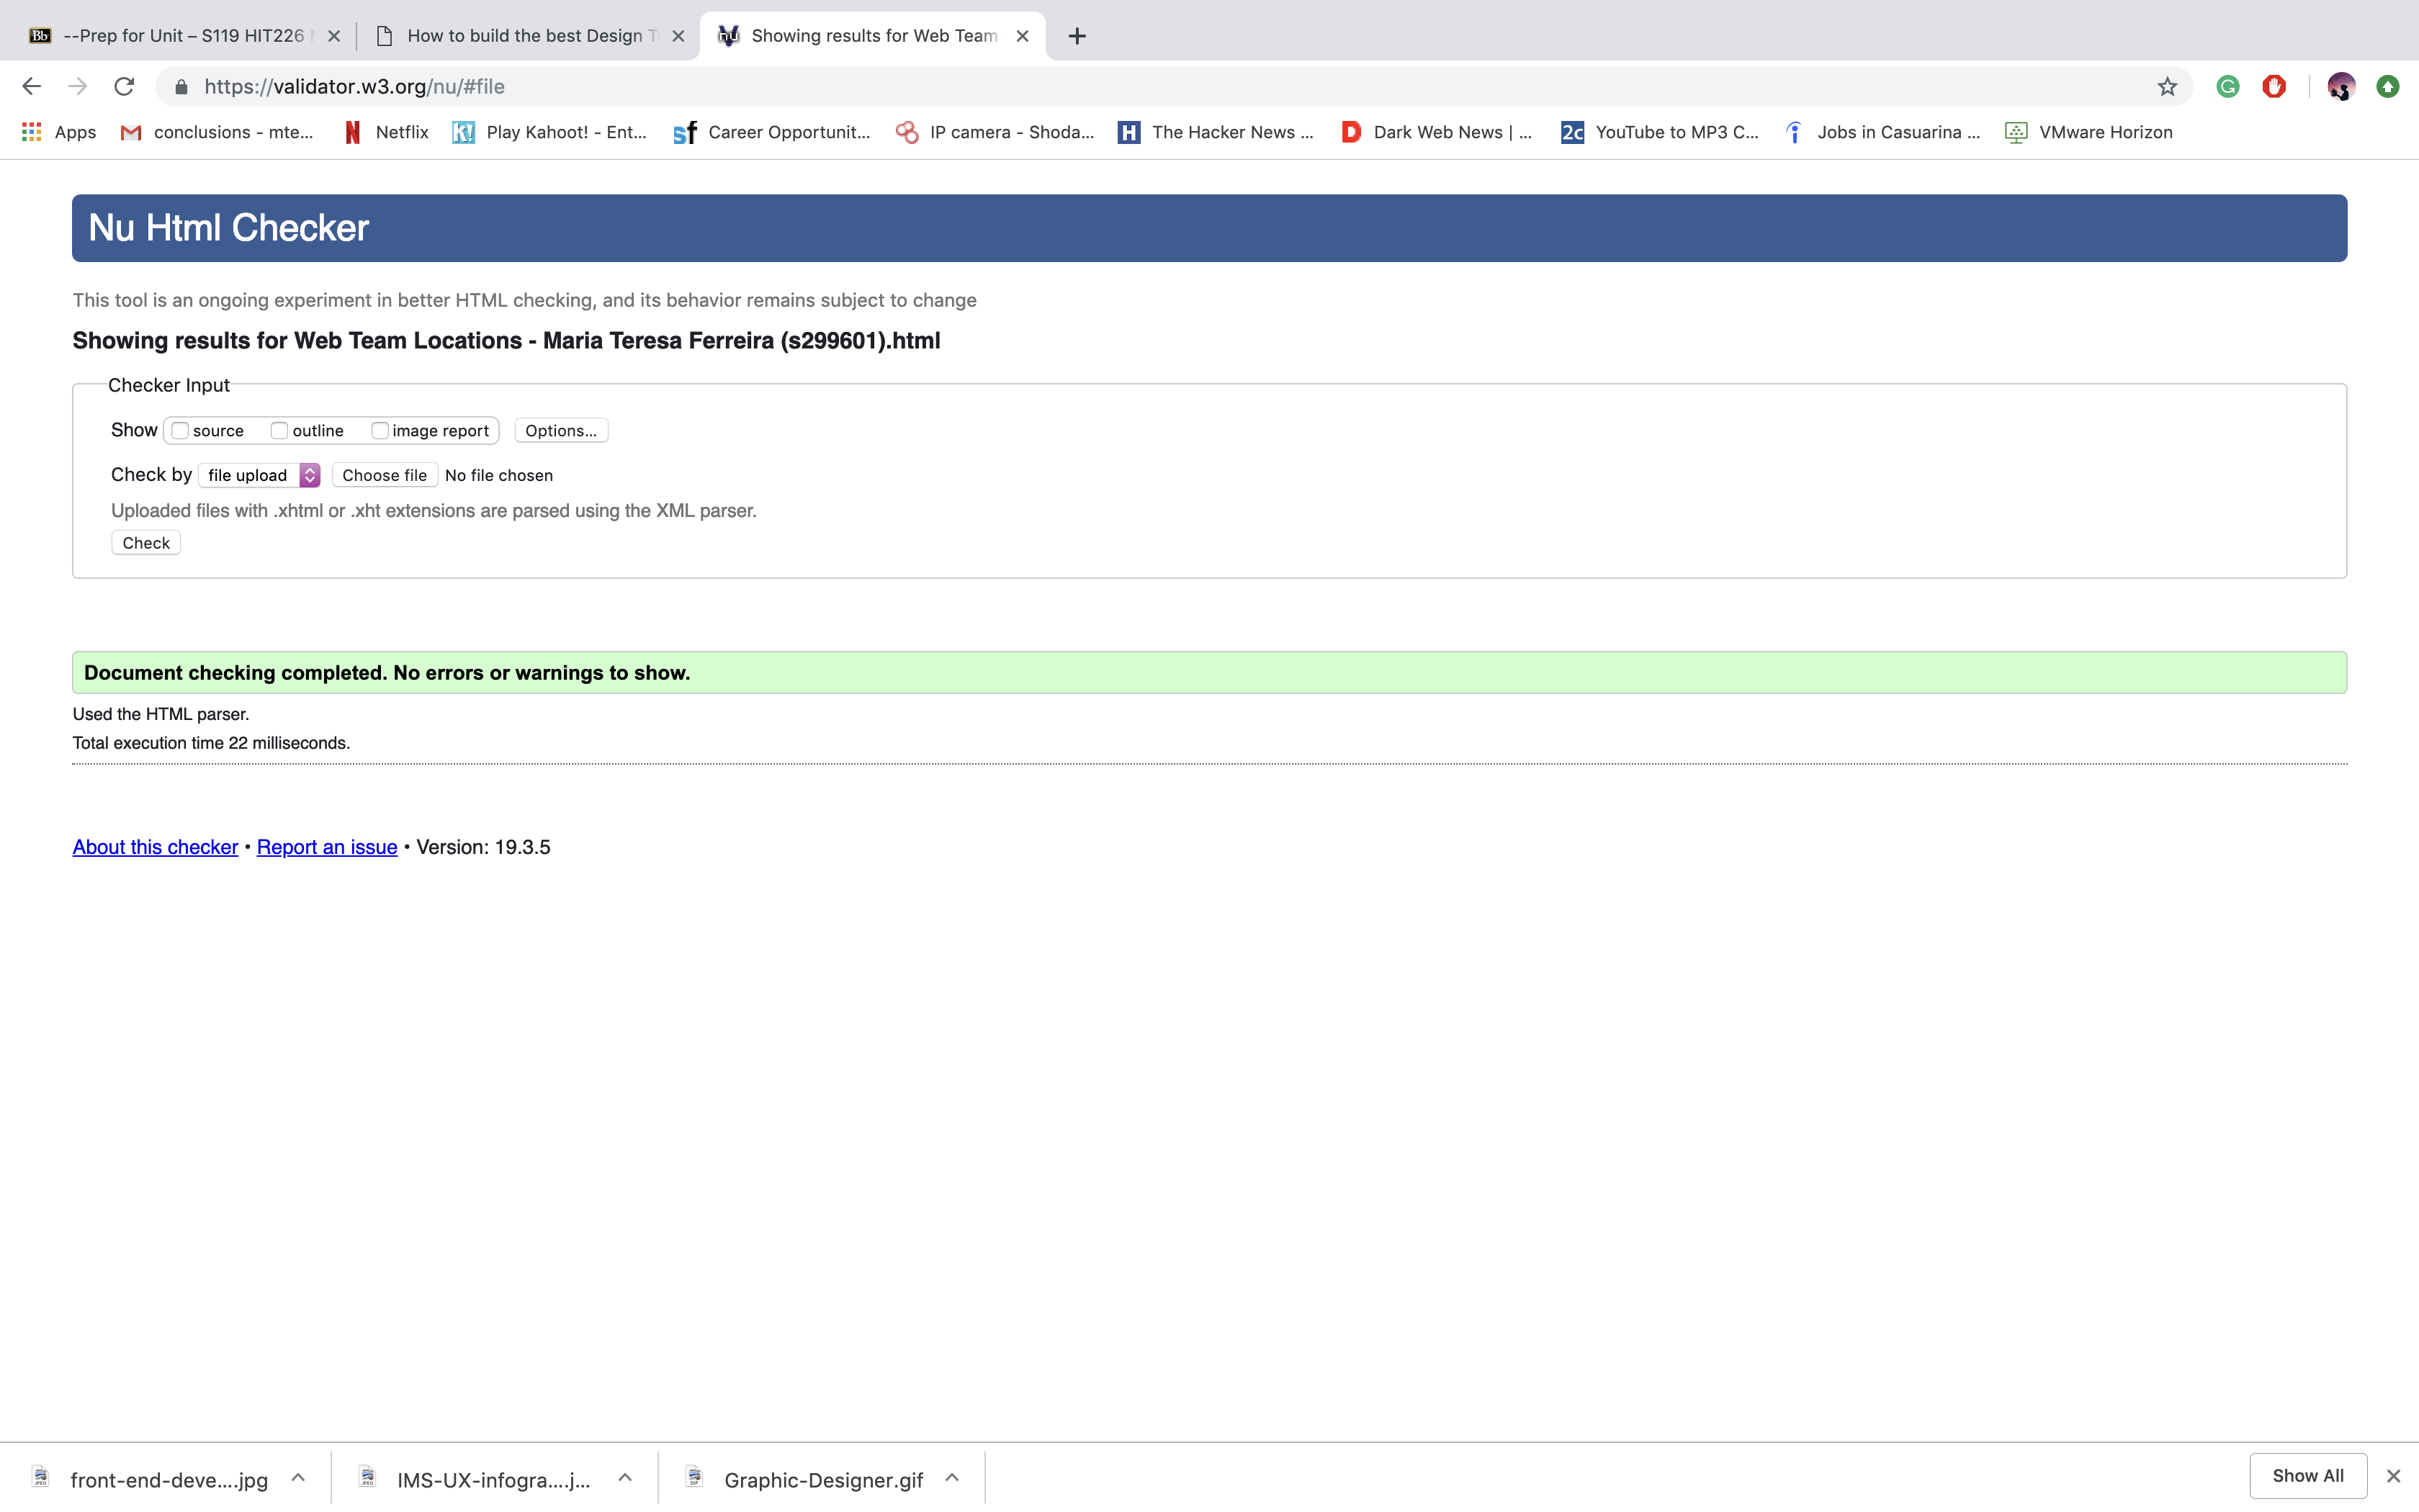 --Prep for Unit – S119 HIT226
How to build the best Design
Showing results for Web Team
https://validator.w3.org/nu/#file
Apps
conclusions - mte...
Netflix
K! Play Kahoot! - Ent...
sf Career Opportunit...
IP camera - Shoda...
H The Hacker News ...
D Dark Web News | ...
2c YouTube to MP3 C...
Jobs in Casuarina ...
VMware Horizon
Nu Html Checker
This tool is an ongoing experiment in better HTML checking, and its behavior remains subject to change
Showing results for Web Team Locations - Maria Teresa Ferreira (s299601).html
Checker Input
Show source outline image report Options...
Check by file upload Choose file No file chosen
Uploaded files with .xhtml or .xht extensions are parsed using the XML parser.
Check
Document checking completed. No errors or warnings to show.
Used the HTML parser.
Total execution time 22 milliseconds.
About this checker • Report an issue • Version: 19.3.5
front-end-deve....jpg
IMS-UX-infogra....j...
Graphic-Designer.gif
Show All